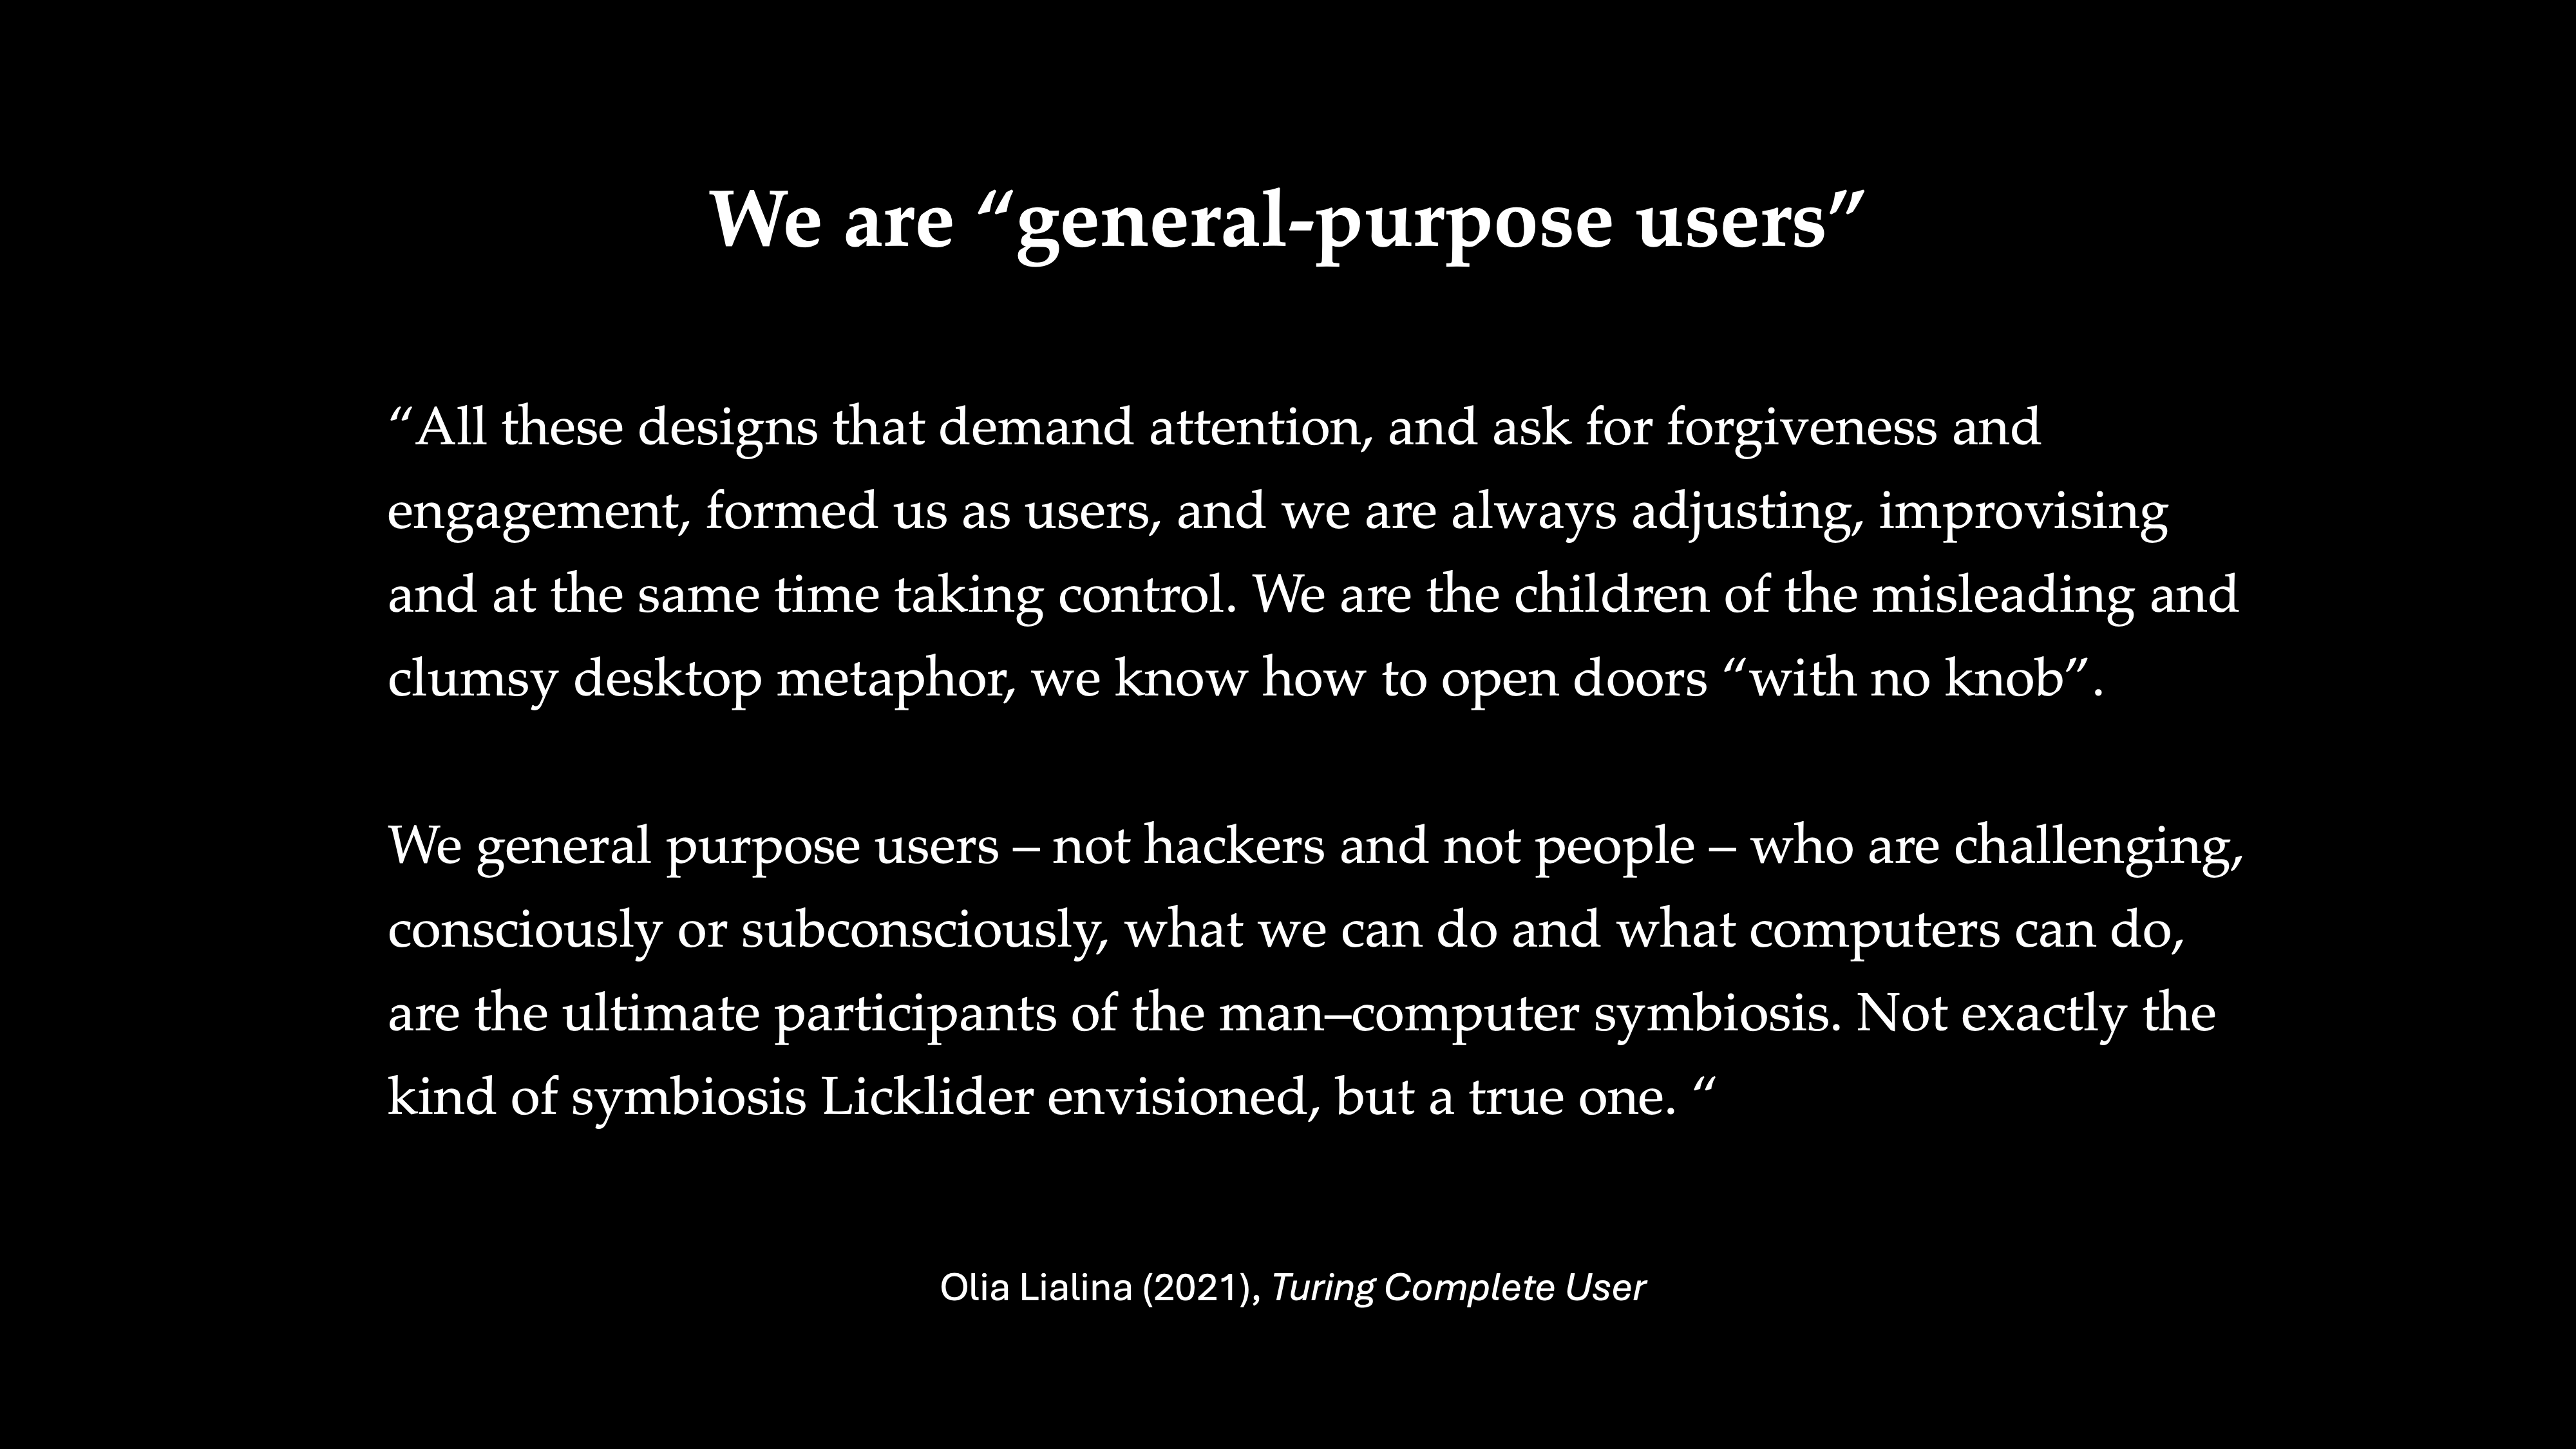 We are “general-purpose users”
“All these designs that demand attention, and ask for forgiveness and
engagement, formed us as users, and we are always adjusting, improvising
and at the same time taking control. We are the children of the misleading and
clumsy desktop metaphor, we know how to open doors “with no knob”.
We general purpose users – not hackers and not people – who are challenging,
consciously or subconsciously, what we can do and what computers can do,
are the ultimate participants of the man–computer symbiosis. Not exactly the
kind of symbiosis Licklider envisioned, but a true one. “
Olia Lialina (2021), Turing Complete User